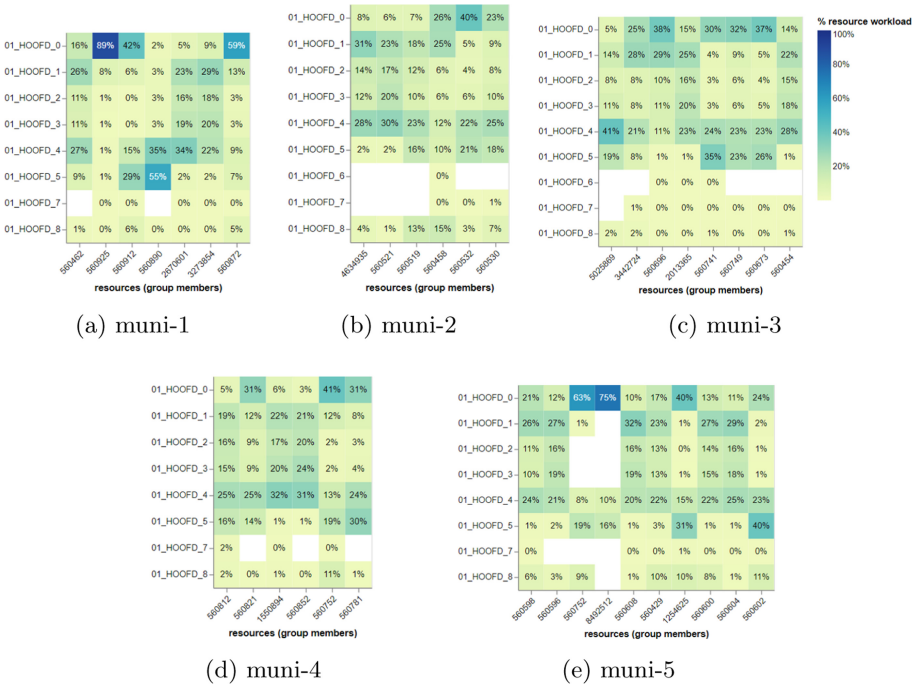 01_HOOFD_0 16% 89% 42% 2% 5% 9% 59%
01_HOOFD_1 26% 8% 6% 3% 23% 29% 13%
01_HOOFD_2 11% 1% 0% 3% 16% 18% 3%
01_HOOFD_3 11% 1% 0% 3% 19% 20% 3%
01_HOOFD_4 27% 1% 15% 35% 34% 22% 9%
01_HOOFD_5 9% 1% 29% 55% 2% 2% 7%
01_HOOFD_7 0% 0% 0% 0% 0%
01_HOOFD_8 1% 0% 6% 0% 0% 0% 5%
560462 560925 560912 560890 2670601 3273854 560872
resources (group members)
(a) muni-1
01_HOOFD_0 8% 6% 7% 26% 40% 23%
01_HOOFD_1 31% 23% 18% 25% 5% 9%
01_HOOFD_2 14% 17% 12% 6% 4% 8%
01_HOOFD_3 12% 20% 10% 6% 6% 10%
01_HOOFD_4 28% 30% 23% 12% 22% 25%
01_HOOFD_5 2% 2% 16% 10% 21% 18%
01_HOOFD_6 0%
01_HOOFD_7 0% 0% 1%
01_HOOFD_8 4% 1% 13% 15% 3% 7%
4634935 560521 560519 560458 560532 560530
resources (group members)
(b) muni-2
01_HOOFD_0 5% 25% 38% 15% 30% 32% 37% 14%
01_HOOFD_1 14% 28% 29% 25% 4% 9% 5% 22%
01_HOOFD_2 8% 8% 10% 16% 3% 6% 4% 15%
01_HOOFD_3 11% 8% 11% 20% 3% 6% 5% 18%
01_HOOFD_4 41% 21% 11% 23% 24% 23% 23% 28%
01_HOOFD_5 19% 8% 1% 1% 35% 23% 26% 1%
01_HOOFD_6 0% 0% 0%
01_HOOFD_7 1% 0% 0% 0% 0% 0% 0%
01_HOOFD_8 2% 2% 1% 0% 0% 1% 0% 1%
5025869 3442724 560696 2013365 560741 560749 560673 560454
resources (group members)
(c) muni-3
% resource workload
100%
80%
60%
40%
20%
01_HOOFD_0 5% 31% 6% 3% 41% 31%
01_HOOFD_1 19% 12% 22% 21% 12% 8%
01_HOOFD_2 16% 9% 17% 20% 2% 3%
01_HOOFD_3 15% 9% 20% 24% 2% 4%
01_HOOFD_4 25% 25% 32% 31% 13% 24%
01_HOOFD_5 16% 14% 1% 1% 19% 30%
01_HOOFD_7 2% 0% 0%
01_HOOFD_8 2% 0% 1% 0% 11% 1%
560812 560821 1550894 560852 560752 560781
resources (group members)
(d) muni-4
01_HOOFD_0 21% 12% 63% 75% 10% 17% 40% 13% 11% 24%
01_HOOFD_1 26% 27% 1% 32% 23% 1% 27% 29% 2%
01_HOOFD_2 11% 16% 16% 13% 0% 14% 16% 1%
01_HOOFD_3 10% 19% 19% 13% 1% 15% 18% 1%
01_HOOFD_4 24% 21% 8% 10% 20% 22% 15% 22% 25% 23%
01_HOOFD_5 1% 2% 19% 16% 1% 3% 31% 1% 1% 40%
01_HOOFD_7 0% 0% 0% 1% 0% 0% 0%
01_HOOFD_8 6% 3% 9% 1% 10% 10% 8% 1% 11%
560598 560596 560752 8492512 560608 560429 1254625 560600 560604 560602
resources (group members)
(e) muni-5